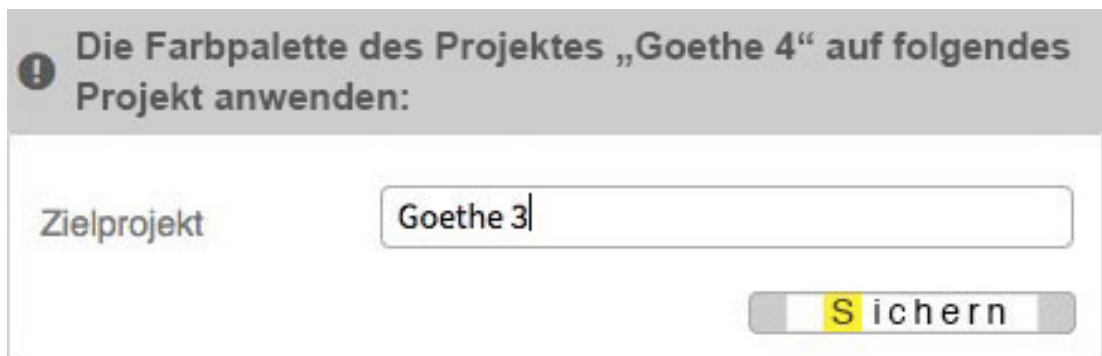 Die Farbpalette des Projektes „Goethe 4“ auf folgendes
Projekt anwenden:
Zielprojekt
Goethe 3
Sichern